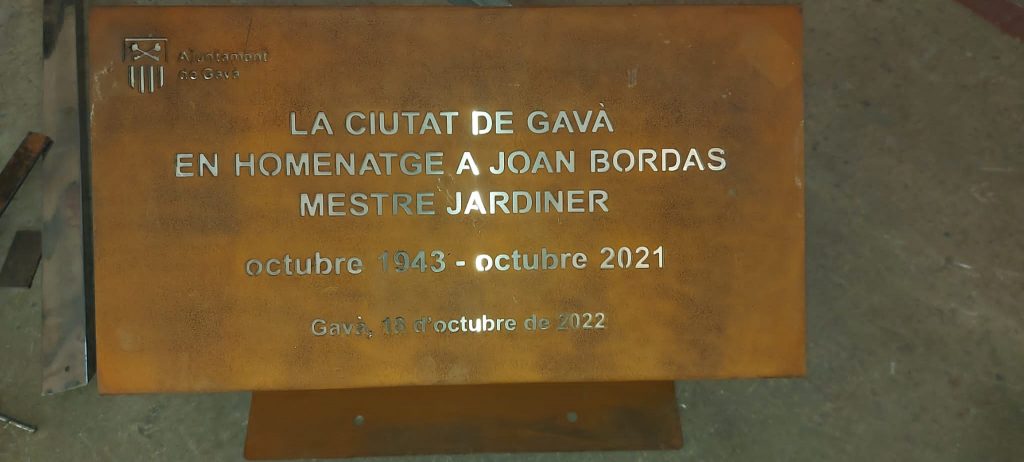 Ajuntament
de Gavà
LA CIUTAT DE GAVÀ
EN HOMENATGE A JOAN BORDAS
MESTRE JARDINER
octubre 1943 - octubre 2021
Gavà, 18 d'octubre de 2022